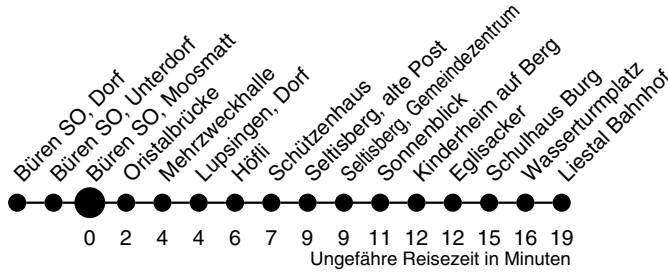 Büren SO, Dorf
Büren SO, Unterdorf
Büren SO, Moosmatt
Oristalbrücke
Mehrzweckhalle
Lupsingen, Dorf
Höfli
Schützenhaus
Seltisberg, alte Post
Seltisberg, Gemeindezentrum
Sonnenblick
Kinderheim auf Berg
Eglisacker
Schulhaus Burg
Wasserturmplatz
Liestal Bahnhof
0 2 4 4 6 7 9 9 11 12 12 15 16 19
Ungefähre Reisezeit in Minuten